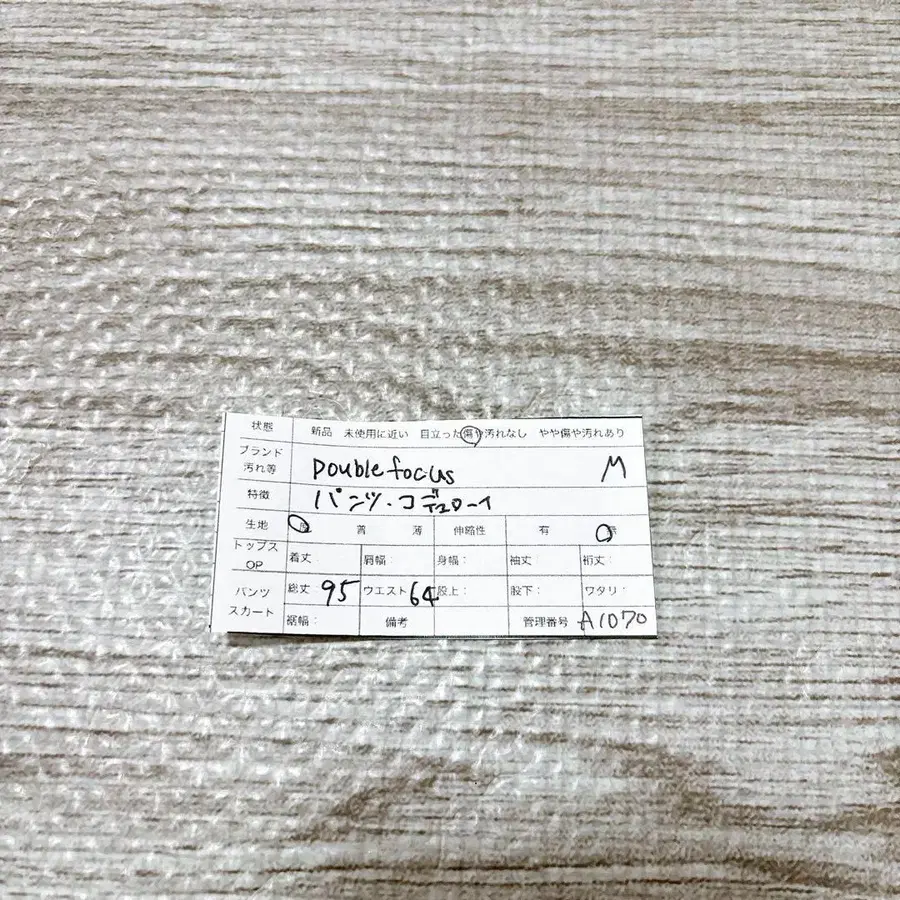 状態 新品 未使用に近い 目立った傷や汚れなし やや傷や汚れあり
ブランド
汚れ等 Double focus M
特徴 パンツ・コデュローイ
生地 厚 普 薄 伸縮性 有 無
トップス
OP 着丈: 肩幅: 身幅: 袖丈: 裄丈:
パンツ
スカート 総丈: 95 ウエスト 64 股上: 股下: ワタリ:
裾幅: 備考 管理番号 A1070